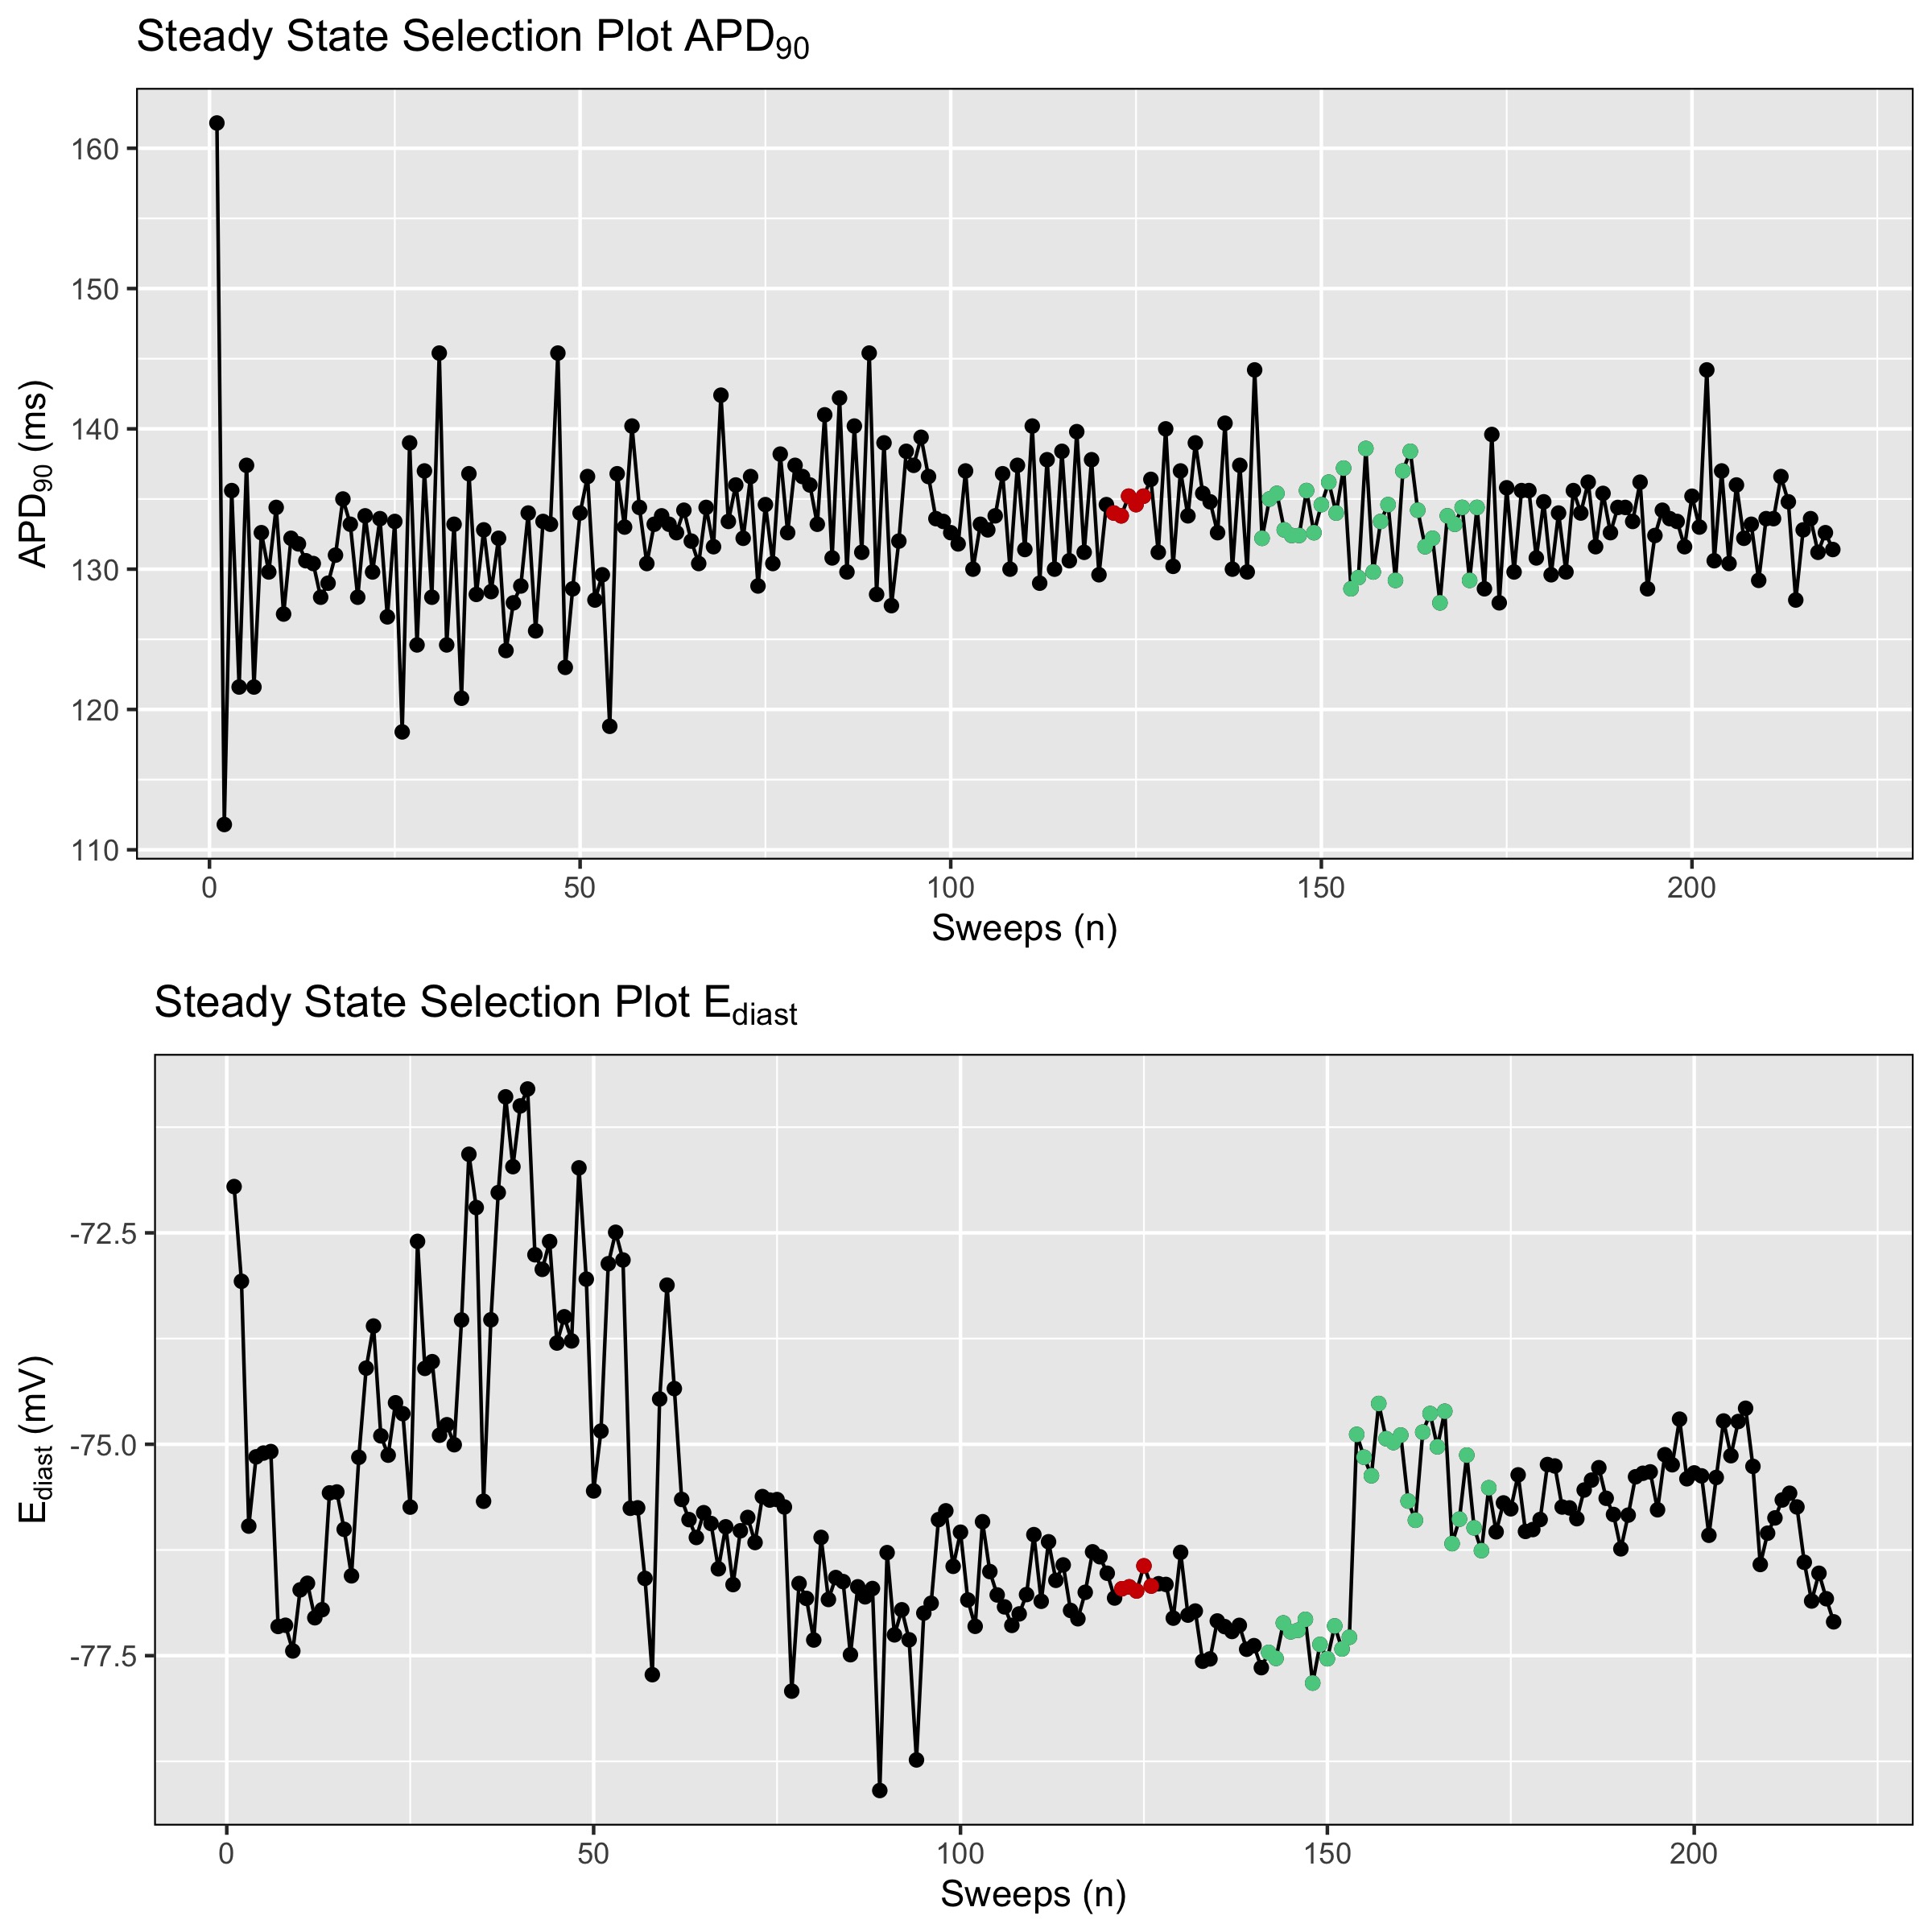 Steady State Selection Plot APD90
160
150
140
130
120
110
APD90 (ms)
0 50 100 150 200
Sweeps (n)
Steady State Selection Plot Ediast
-72.5
-75.0
-77.5
Ediast (mV)
0 50 100 150 200
Sweeps (n)